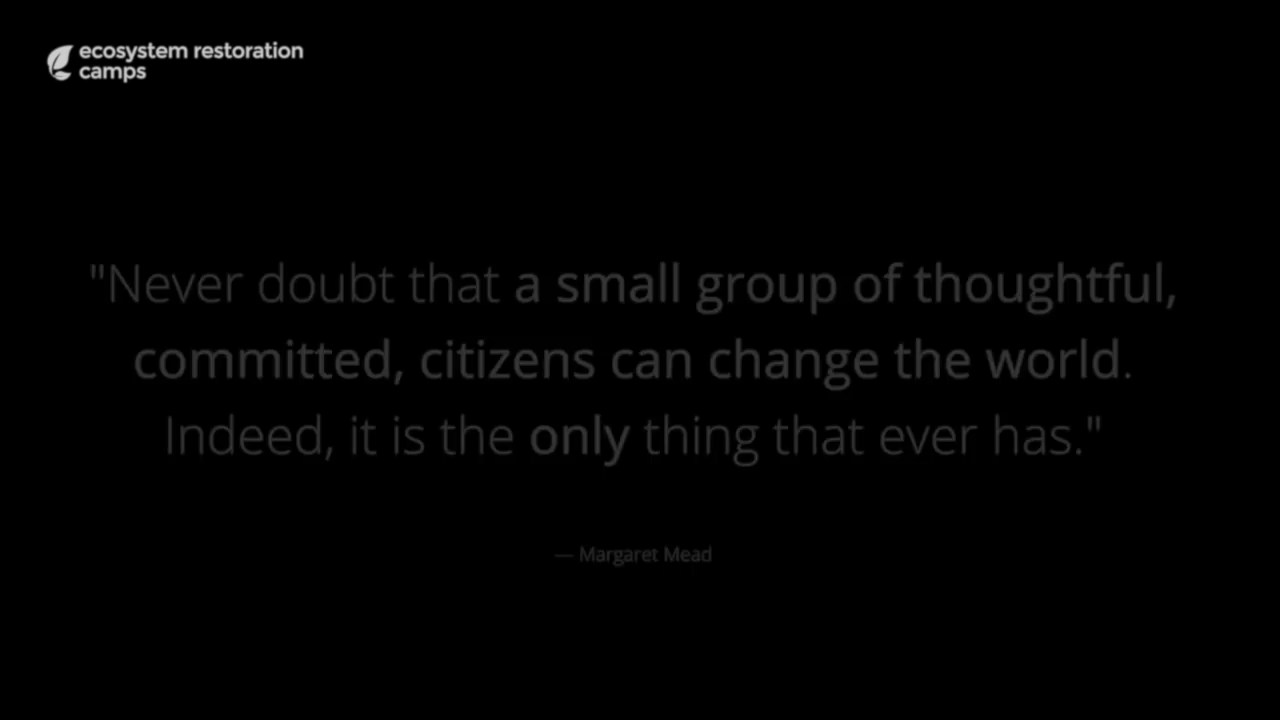 ecosystem restoration
camps
"Never doubt that a small group of thoughtful,
committed, citizens can change the world.
Indeed, it is the only thing that ever has."
— Margaret Mead